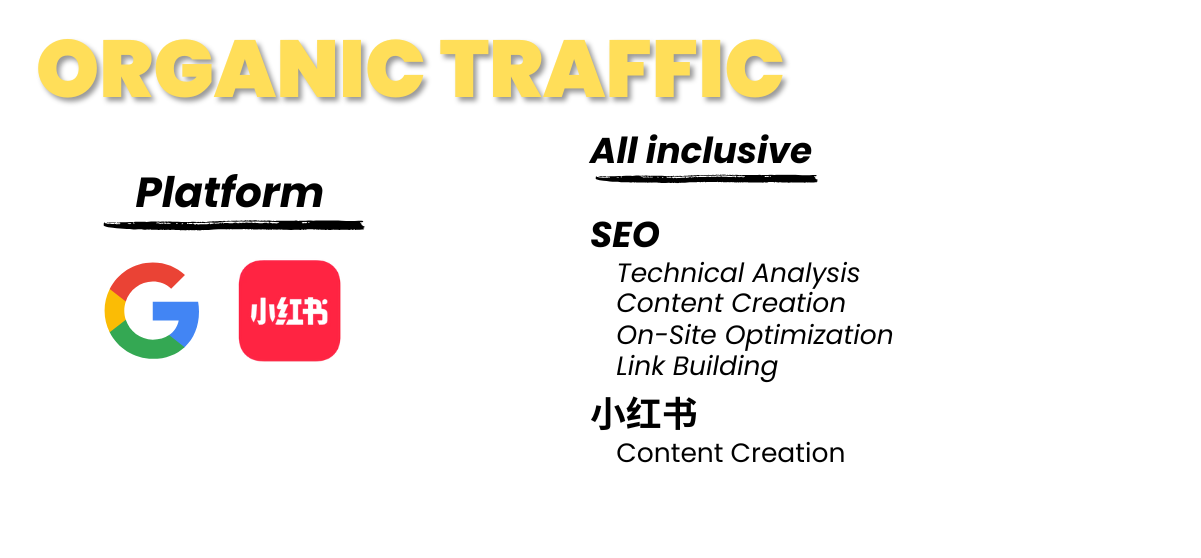 ORGANIC TRAFFIC
Platform
小红书
All inclusive
SEO
Technical Analysis
Content Creation
On-Site Optimization
Link Building
小红书
Content Creation